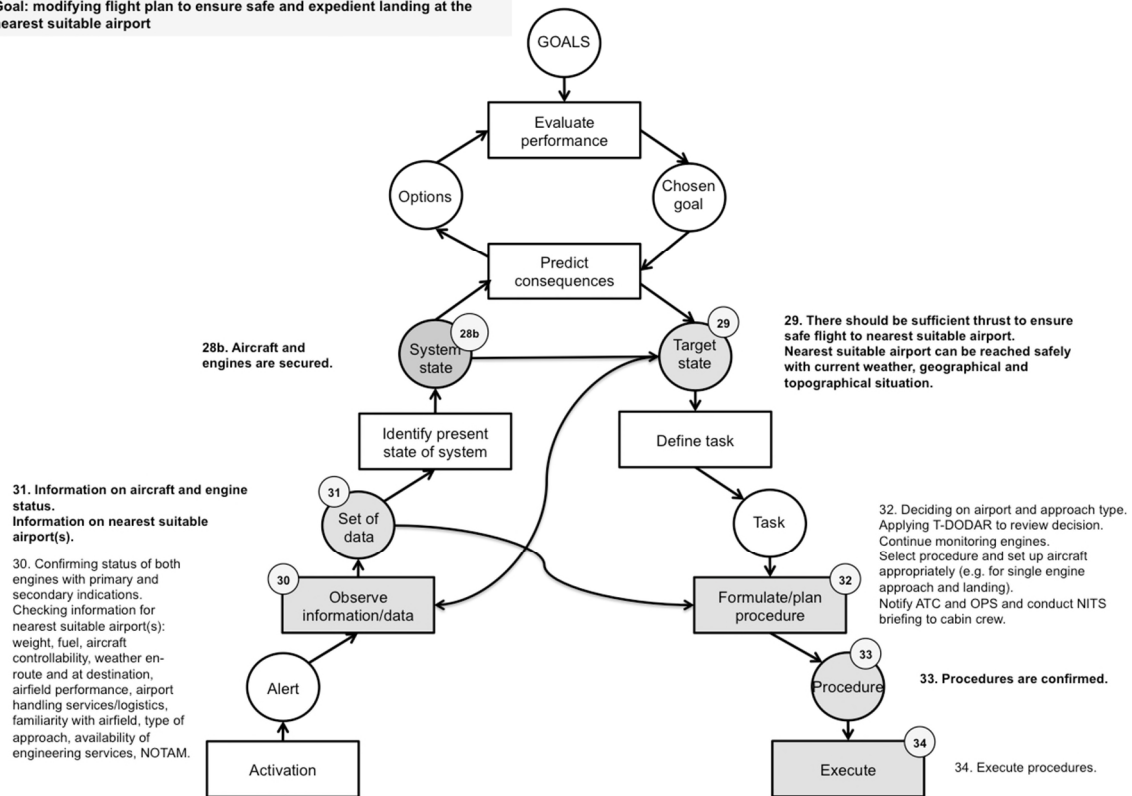 Goal: modifying flight plan to ensure safe and expedient landing at the
nearest suitable airport
GOALS
Evaluate
performance
Options
Chosen
goal
Predict
consequences
28b
29
System
state
Target
state
28b. Aircraft and
engines are secured.
29. There should be sufficient thrust to ensure
safe flight to nearest suitable airport.
Nearest suitable airport can be reached safely
with current weather, geographical and
topographical situation.
Identify present
state of system
Define task
31. Information on aircraft and engine
status.
Information on nearest suitable
airport(s).
31
Set of
data
Task
30. Confirming status of both
engines with primary and
secondary indications.
Checking information for
nearest suitable airport(s):
weight, fuel, aircraft
controllability, weather en-
route and at destination,
airfield performance, airport
handling services/logistics,
familiarity with airfield, type of
approach, availability of
engineering services, NOTAM.
30
Observe
information/data
32
Formulate/plan
procedure
32. Deciding on airport and approach type.
Applying T-DODAR to review decision.
Continue monitoring engines.
Select procedure and set up aircraft
appropriately (e.g. for single engine
approach and landing).
Notify ATC and OPS and conduct NITS
briefing to cabin crew.
Alert
33
Procedure
33. Procedures are confirmed.
Activation
34
Execute
34. Execute procedures.